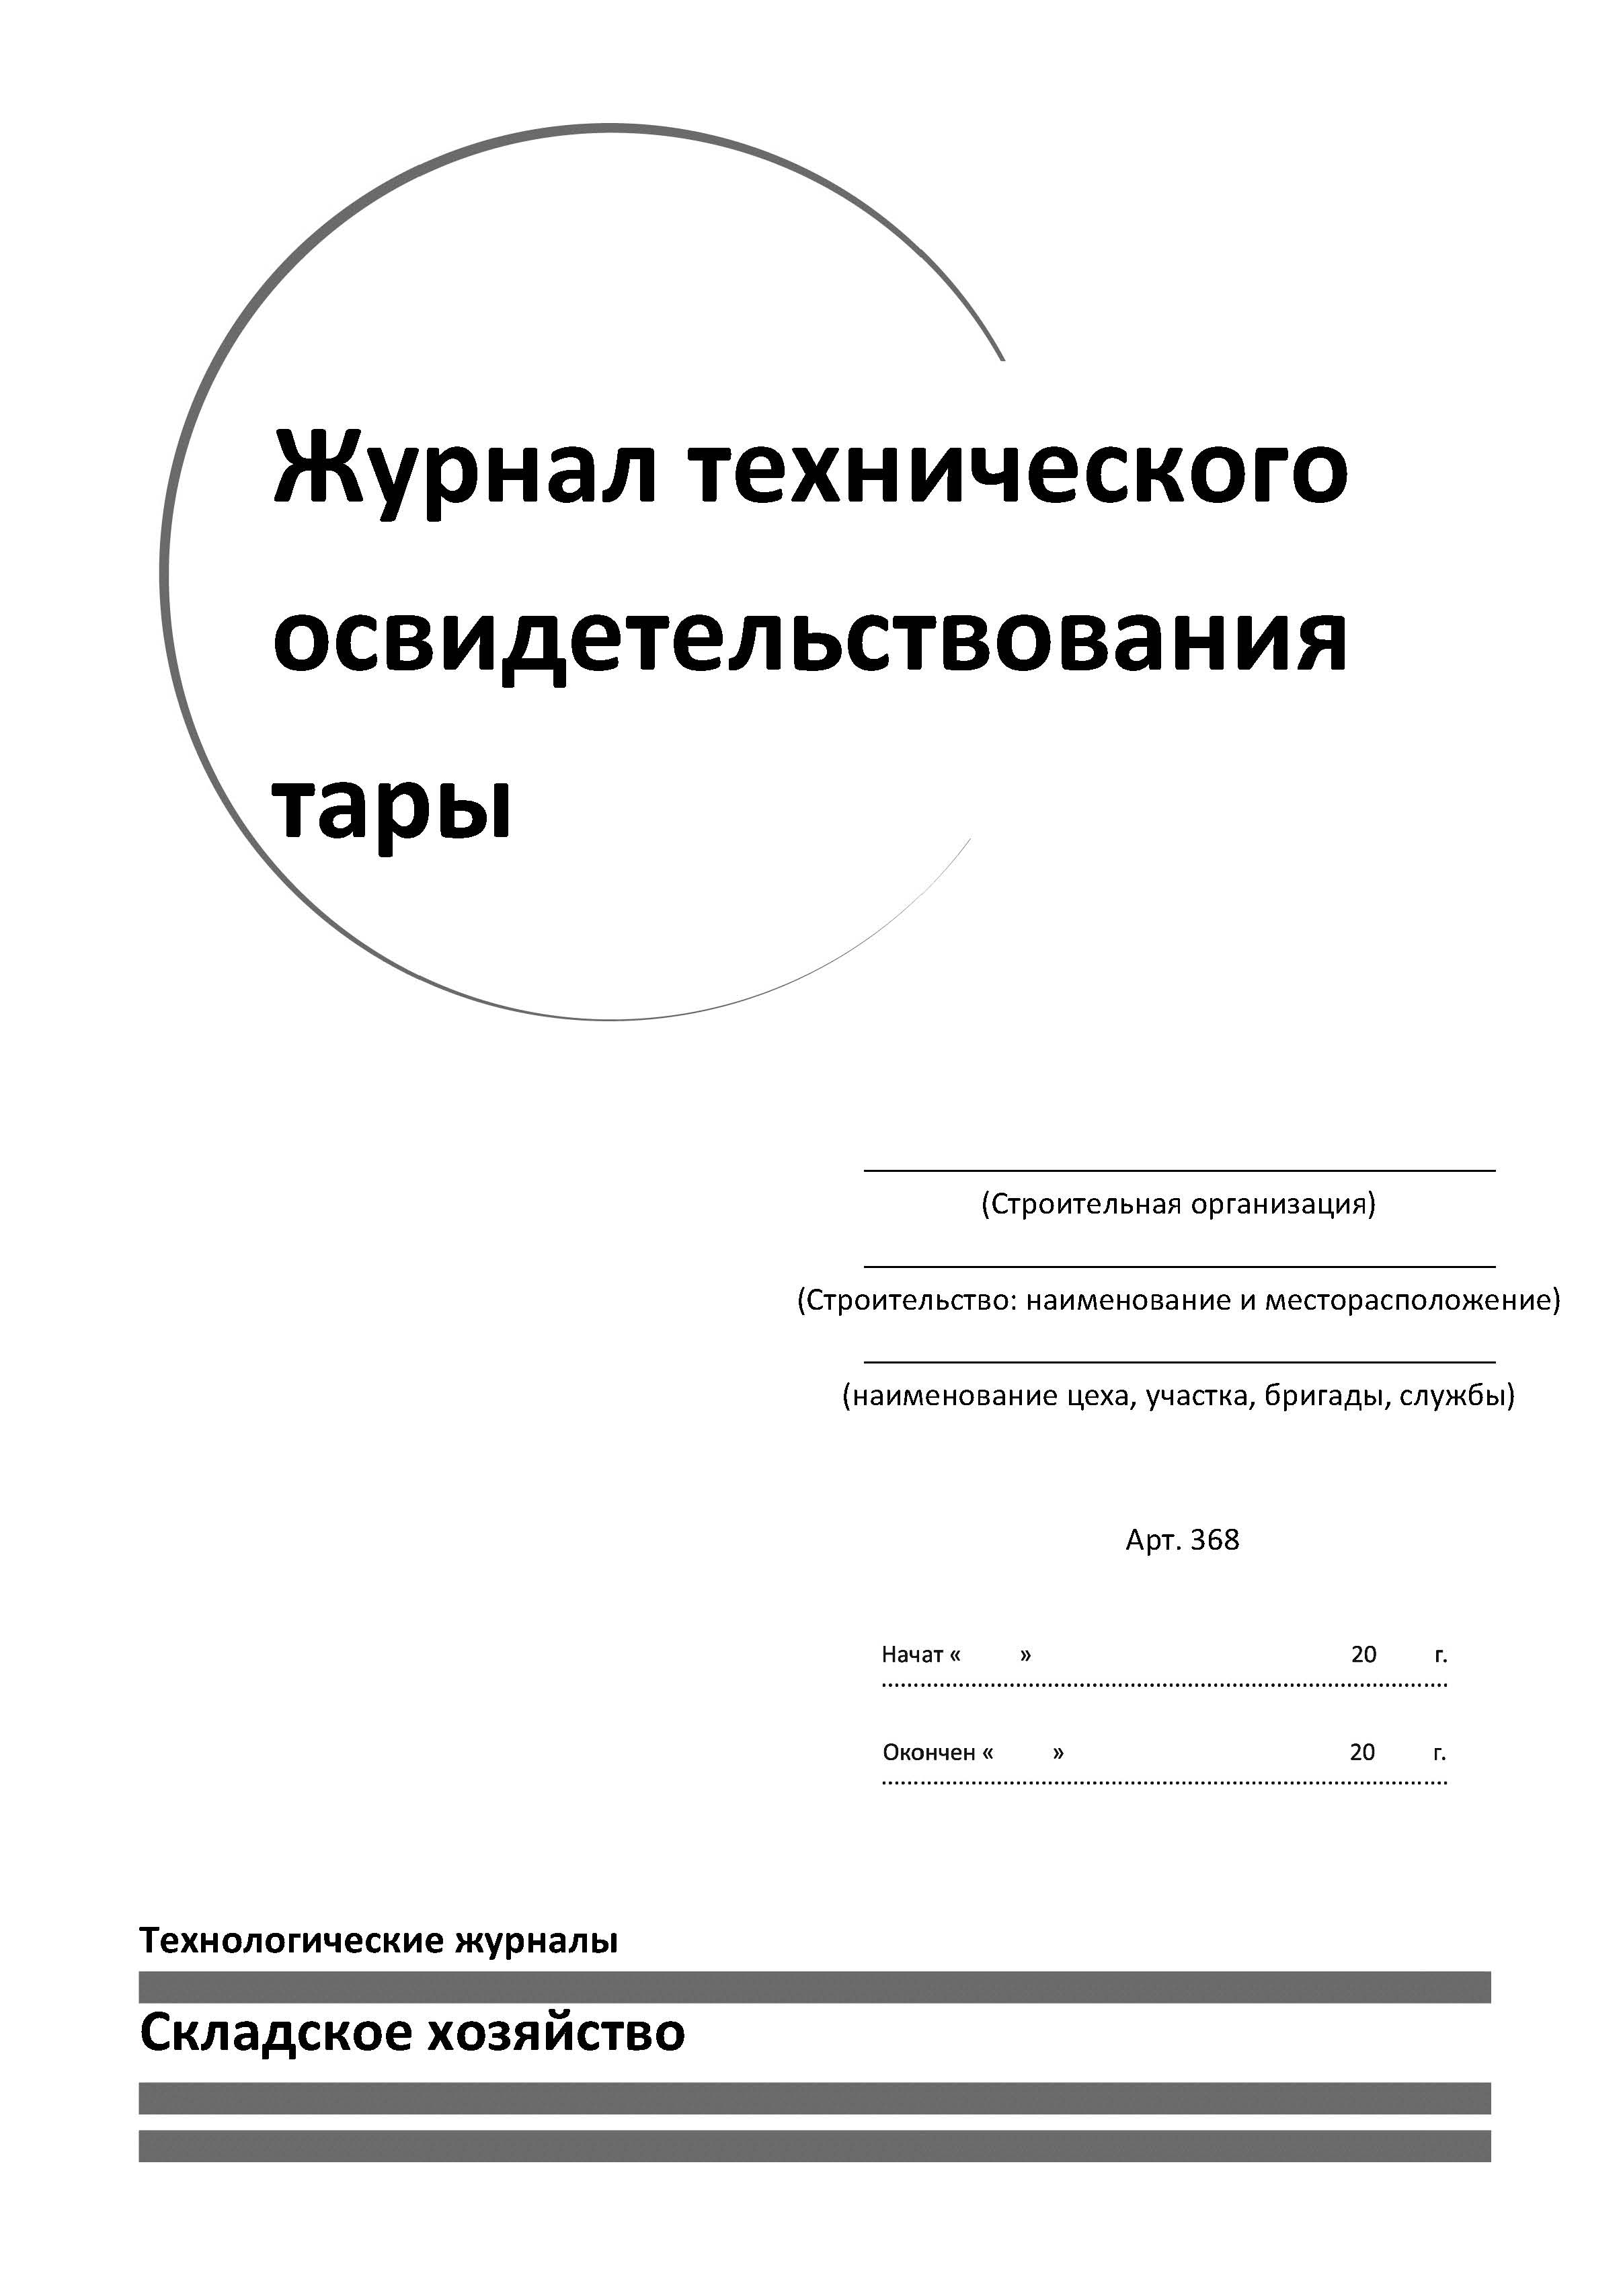 Журнал технического
освидетельствования
тары
(Строительная организация)
(Строительство: наименование и месторасположение)
(наименование цеха, участка, бригады, службы)
Арт. 368
Начат « » 20 г.
Окончен « » 20 г.
Технологические журналы
Складское хозяйство